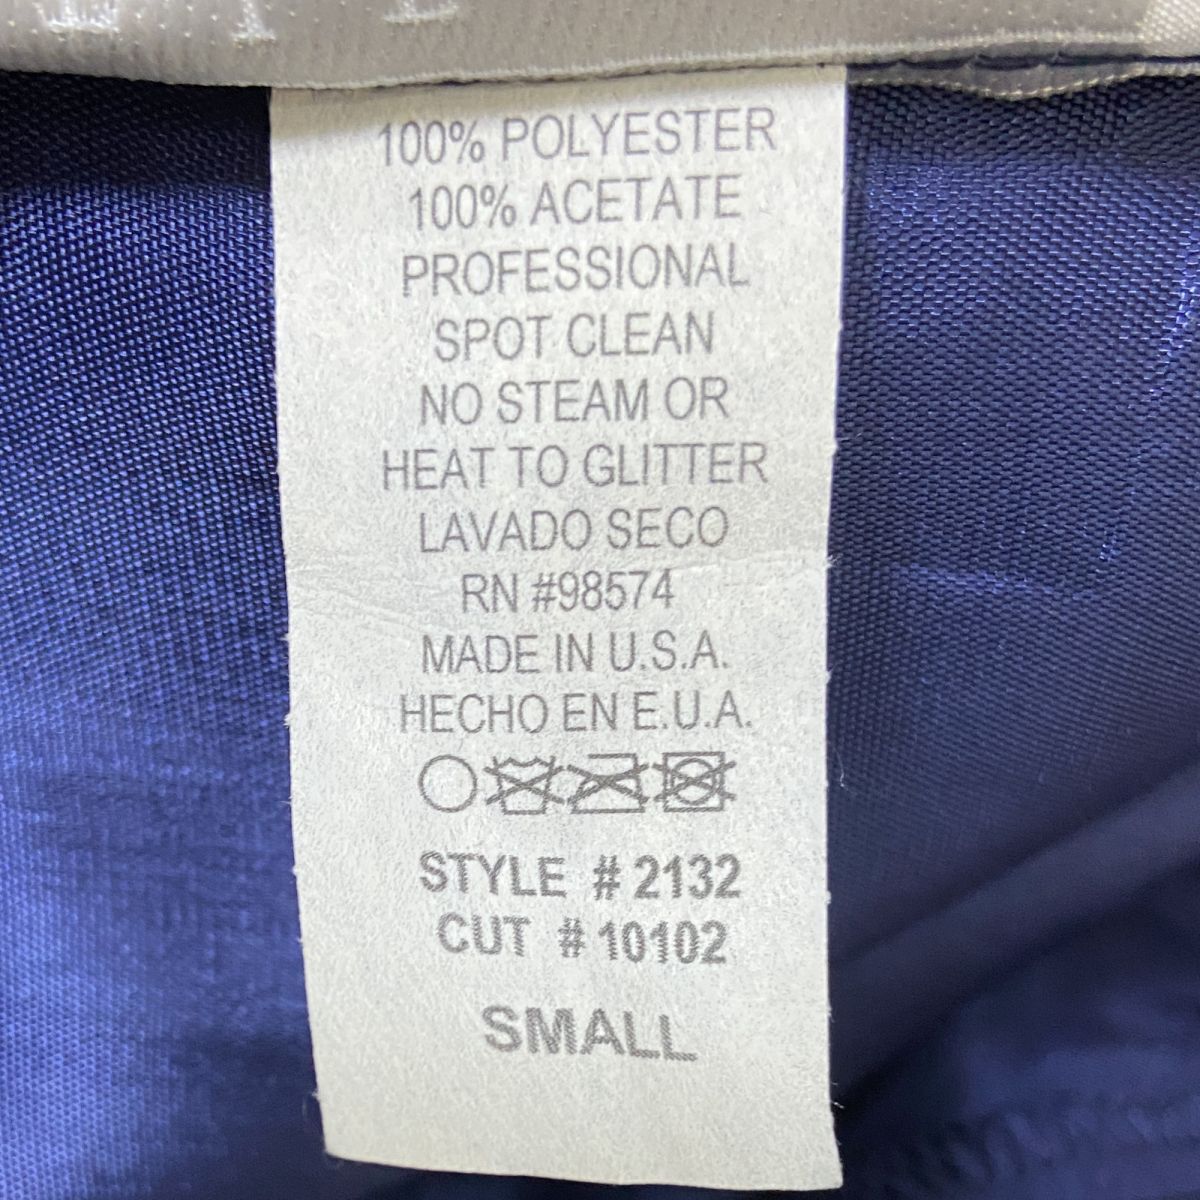 100% POLYESTER
100% ACETATE
PROFESSIONAL
SPOT CLEAN
NO STEAM OR
HEAT TO GLITTER
LAVADO SECO
RN #98574
MADE IN U.S.A.
HECHO EN E.U.A.
STYLE # 2132
CUT # 10102
SMALL